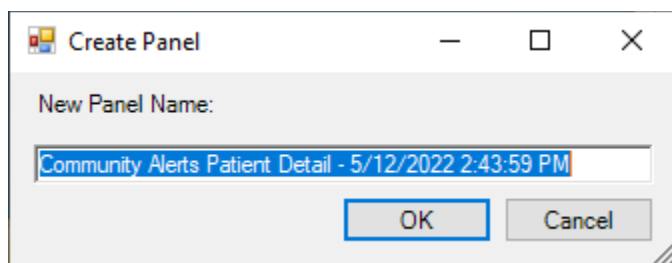 Create Panel
New Panel Name:
Community Alerts Patient Detail - 5/12/2022 2:43:59 PM
OK Cancel